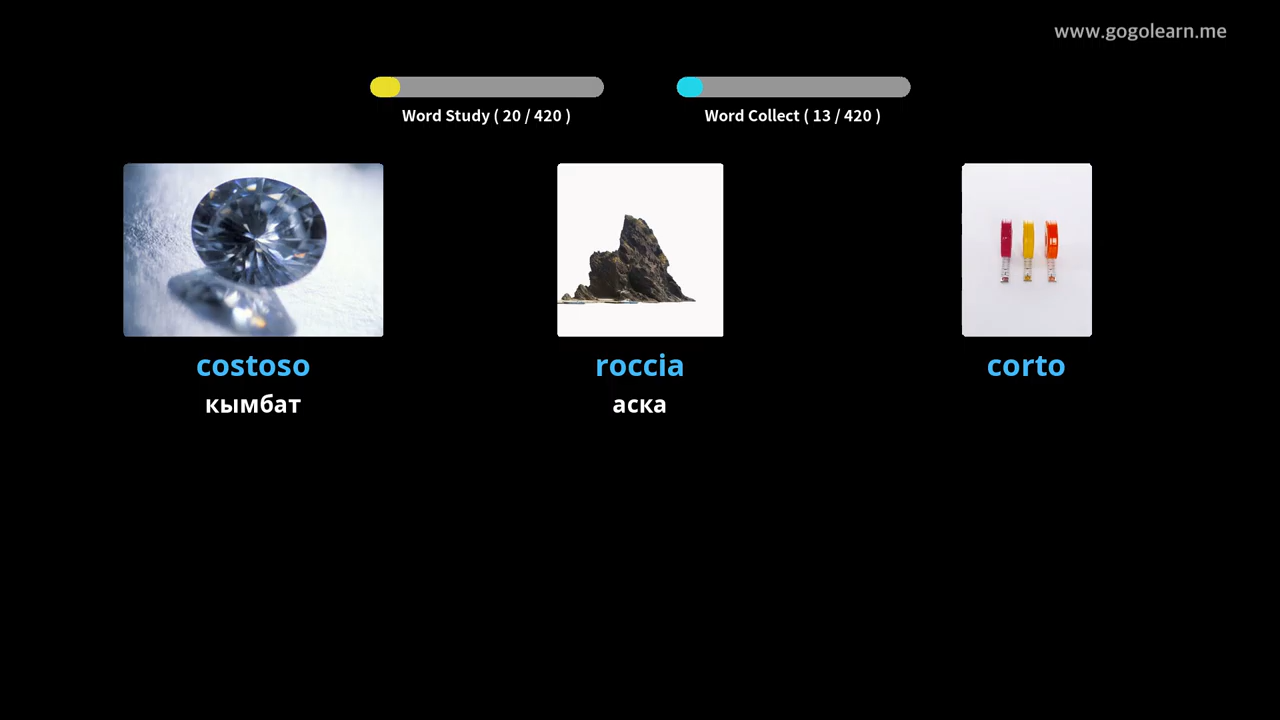 www.gogolearn.me
Word Study ( 20 / 420 )
Word Collect ( 13 / 420 )
costoso
кымбат
roccia
аска
corto